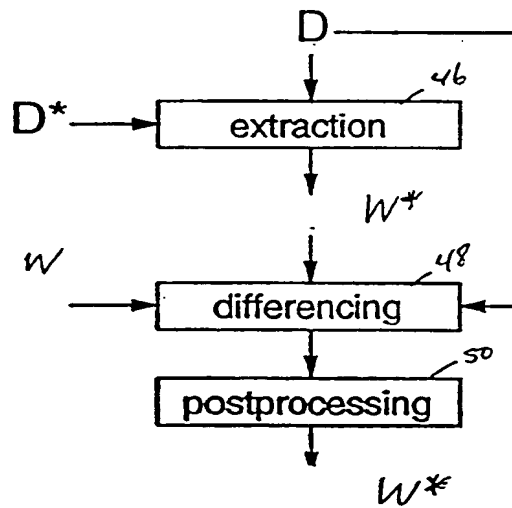 D
46
D*
extraction
W*
W
48
differencing
50
postprocessing
W*